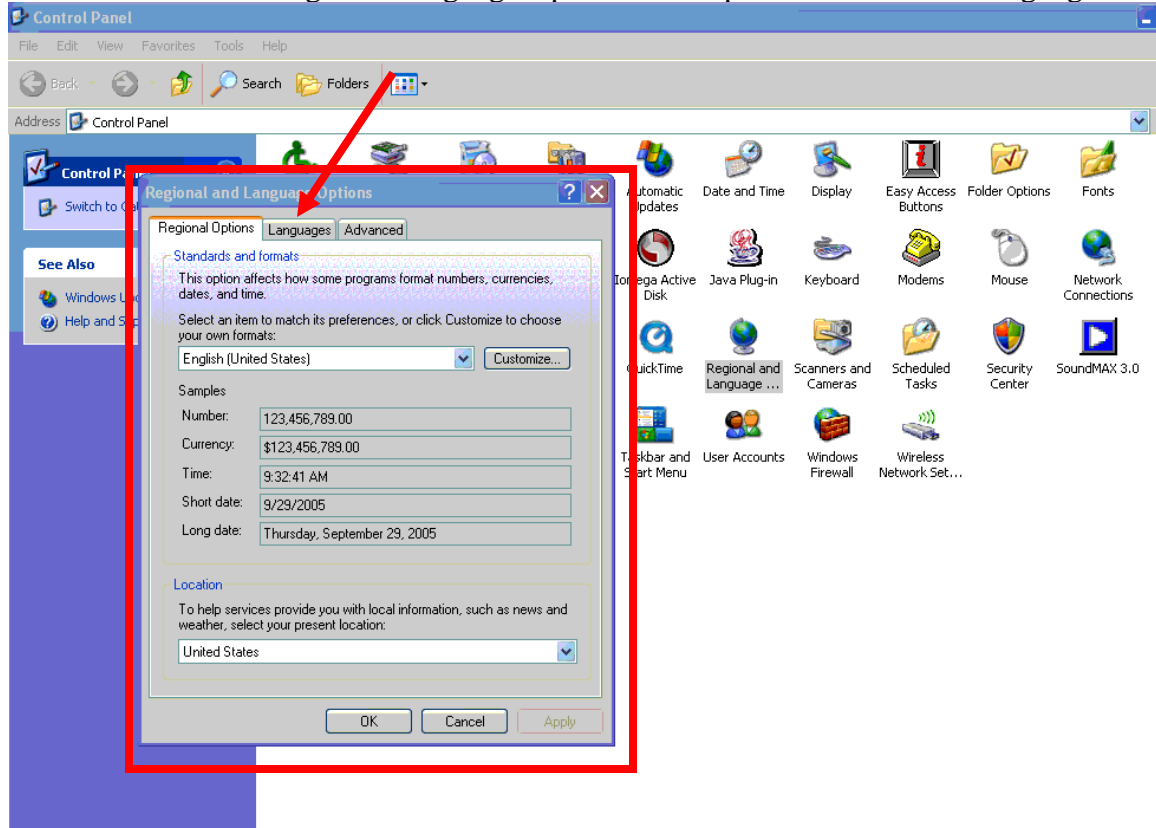 Control Panel
File Edit View Favorites Tools Help
Back Search Folders
Address Control Panel
Control Pa
Switch to
See Also
Windows
Help and
Automatic Updates
Date and Time
Display
Easy Access Buttons
Folder Options
Fonts
Iomega Active Disk
Java Plug-in
Keyboard
Modems
Mouse
Network Connections
QuickTime
Regional and Language ...
Scanners and Cameras
Scheduled Tasks
Security Center
SoundMAX 3.0
Taskbar and Start Menu
User Accounts
Windows Firewall
Wireless Network Set...
Regional and Language Options
Regional Options Languages Advanced
Standards and formats
This option affects how some programs format numbers, currencies,
dates, and time.
Select an item to match its preferences, or click Customize to choose
your own formats:
English (United States) Customize...
Samples
Number: 123,456,789.00
Currency: $123,456,789.00
Time: 9:32:41 AM
Short date: 9/29/2005
Long date: Thursday, September 29, 2005
Location
To help services provide you with local information, such as news and
weather, select your present location:
United States
OK Cancel Apply